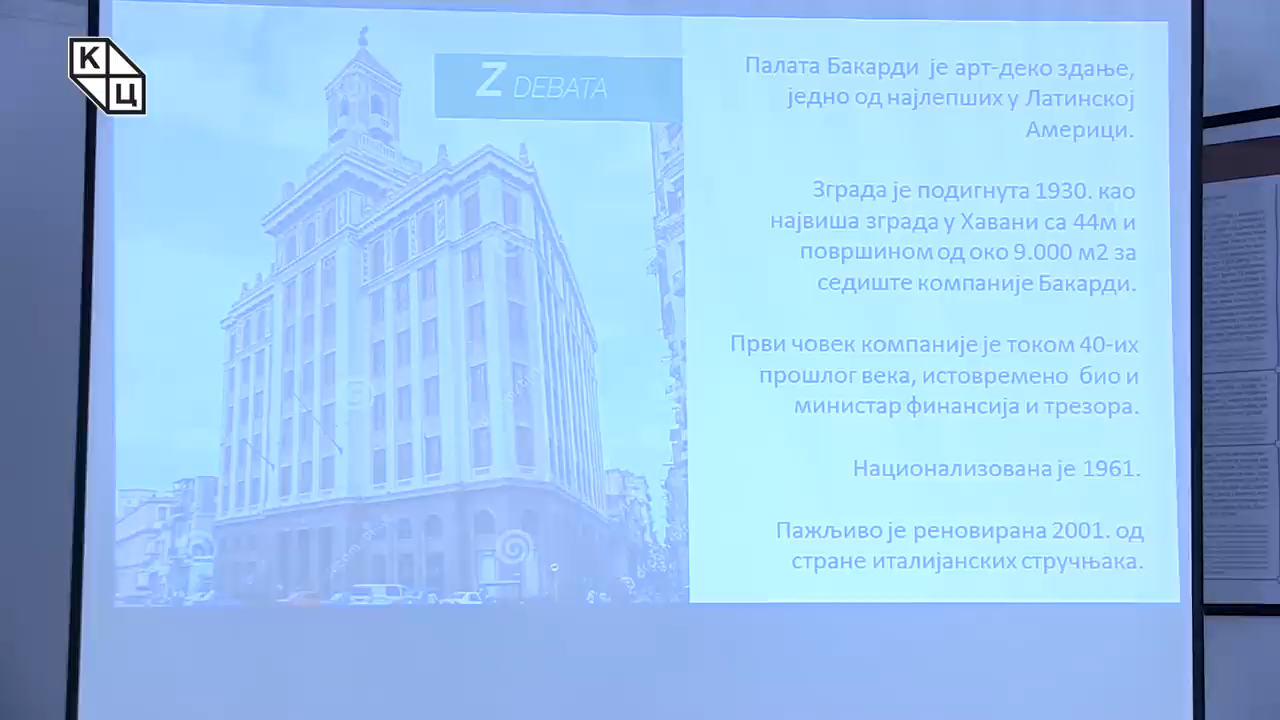 К
Ц
Z DEBATA
Палата Бакарди је арт-деко здање,
једно од најлепших у Латинској
Америци.
Зграда је подигнута 1930. као
највиша зграда у Хавани са 44м и
површином од око 9.000 м2 за
седиште компаније Бакарди.
Први човек компаније је током 40-их
прошлог века, истовремено био и
министар финансија и трезора.
Национализована је 1961.
Пажљиво је реновирана 2001. од
стране италијанских стручњака.